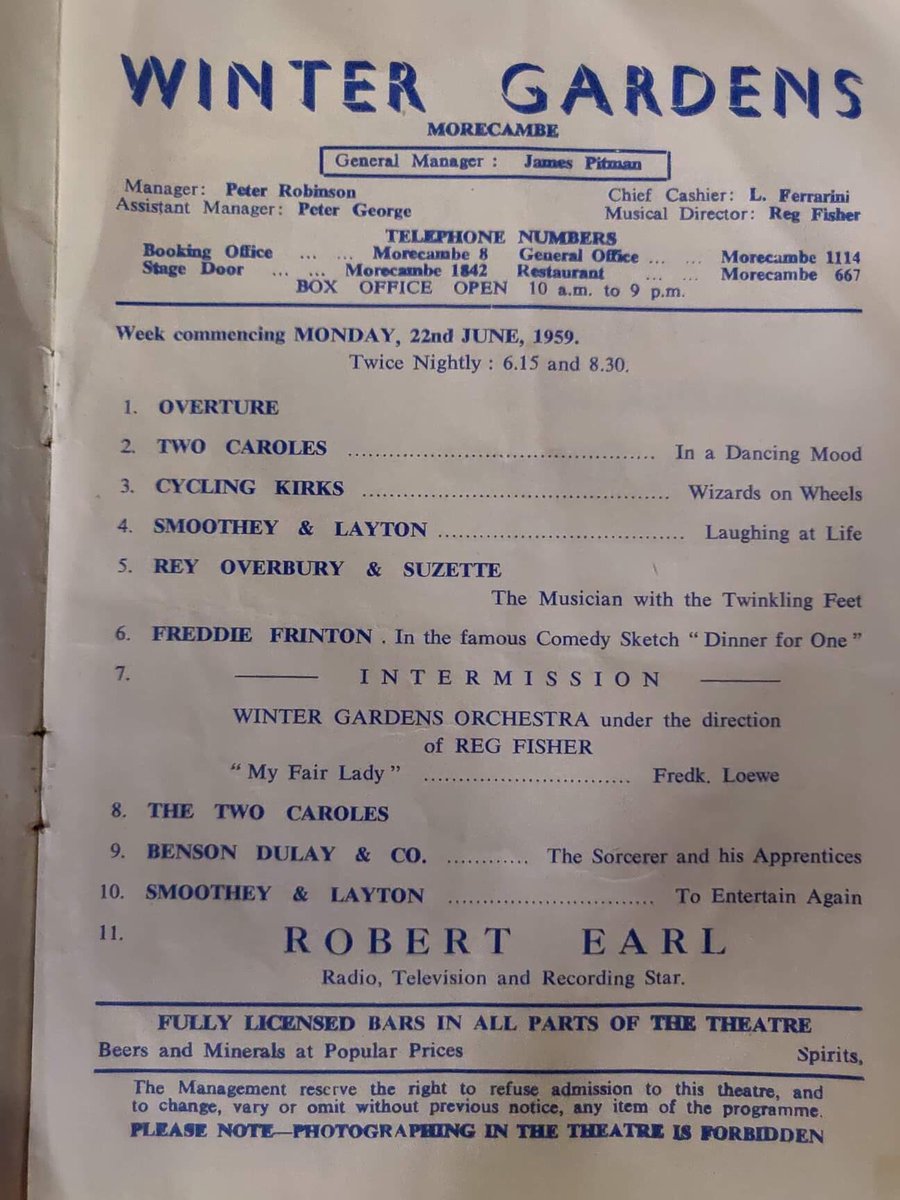 WINTER GARDENS
MORECAMBE
General Manager : James Pitman
Manager: Peter Robinson Chief Cashier: L. Ferrarini
Assistant Manager: Peter George Musical Director: Reg Fisher
TELEPHONE NUMBERS
Booking Office ... ... Morecambe 8 General Office ... ... Morecambe 1114
Stage Door ... ... Morecambe 1842 Restaurant ... ... Morecambe 667
BOX OFFICE OPEN 10 a.m. to 9 p.m.
Week commencing MONDAY, 22nd JUNE, 1959.
Twice Nightly : 6.15 and 8.30.
1. OVERTURE
2. TWO CAROLES ................................................ In a Dancing Mood
3. CYCLING KIRKS ................................................ Wizards on Wheels
4. SMOOTHEY & LAYTON ...................................... Laughing at Life
5. REY OVERBURY & SUZETTE
The Musician with the Twinkling Feet
6. FREDDIE FRINTON . In the famous Comedy Sketch “ Dinner for One ”
7. INTERMISSION
WINTER GARDENS ORCHESTRA under the direction
of REG FISHER
“ My Fair Lady ” .............................. Fredk. Loewe
8. THE TWO CAROLES
9. BENSON DULAY & CO. ............ The Sorcerer and his Apprentices
10. SMOOTHEY & LAYTON .............................. To Entertain Again
11. ROBERT EARL
Radio, Television and Recording Star.
FULLY LICENSED BARS IN ALL PARTS OF THE THEATRE
Beers and Minerals at Popular Prices Spirits,
The Management reserve the right to refuse admission to this theatre, and
to change, vary or omit without previous notice, any item of the programme.
PLEASE NOTE—PHOTOGRAPHING IN THE THEATRE IS FORBIDDEN